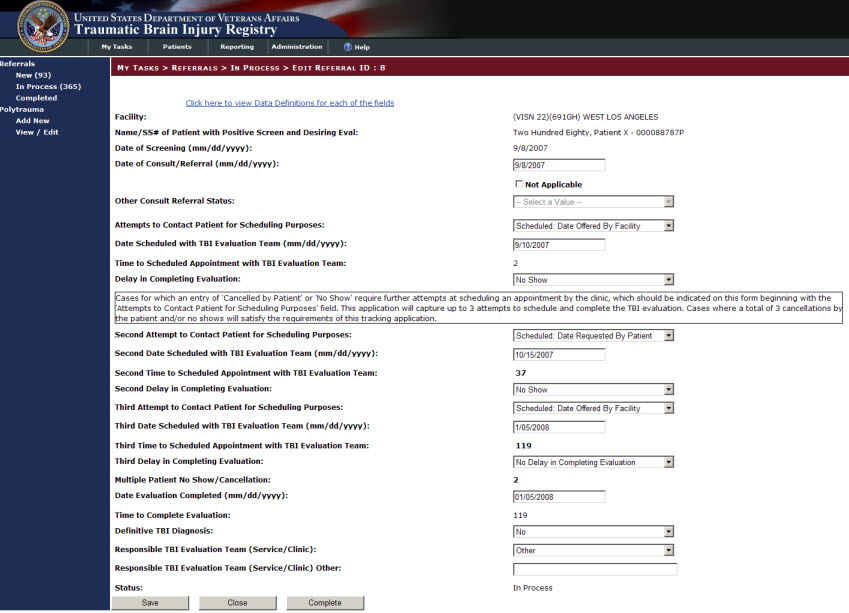 UNITED STATES DEPARTMENT OF VETERANS AFFAIRS
Traumatic Brain Injury Registry
My Tasks Patients Reporting Administration Help
Referrals
New (93)
In Process (365)
Completed
Polytrauma
Add New
View / Edit
MY TASKS > REFERRALS > IN PROCESS > EDIT REFERRAL ID : 8
Click here to view Data Definitions for each of the fields
Facility: (VISN 22)(691GH) WEST LOS ANGELES
Name/SS# of Patient with Positive Screen and Desiring Eval: Two Hundred Eighty, Patient X - 000088787P
Date of Screening (mm/dd/yyyy): 9/8/2007
Date of Consult/Referral (mm/dd/yyyy): 9/8/2007
Not Applicable
Other Consult Referral Status: -- Select a Value --
Attempts to Contact Patient for Scheduling Purposes: Scheduled: Date Offered By Facility
Date Scheduled with TBI Evaluation Team (mm/dd/yyyy): 9/10/2007
Time to Scheduled Appointment with TBI Evaluation Team: 2
Delay in Completing Evaluation: No Show
Cases for which an entry of 'Cancelled by Patient' or 'No Show' require further attempts at scheduling an appointment by the clinic, which should be indicated on this form beginning with the
'Attempts to Contact Patient for Scheduling Purposes' field. This application will capture up to 3 attempts to schedule and complete the TBI evaluation. Cases where a total of 3 cancellations by
the patient and/or no shows will satisfy the requirements of this tracking application.
Second Attempt to Contact Patient for Scheduling Purposes: Scheduled: Date Requested By Patient
Second Date Scheduled with TBI Evaluation Team (mm/dd/yyyy): 10/15/2007
Second Time to Scheduled Appointment with TBI Evaluation Team: 37
Second Delay in Completing Evaluation: No Show
Third Attempt to Contact Patient for Scheduling Purposes: Scheduled: Date Offered By Facility
Third Date Scheduled with TBI Evaluation Team (mm/dd/yyyy): 1/05/2008
Third Time to Scheduled Appointment with TBI Evaluation Team: 119
Third Delay in Completing Evaluation: No Delay in Completing Evaluation
Multiple Patient No Show/Cancellation: 2
Date Evaluation Completed (mm/dd/yyyy): 01/05/2008
Time to Complete Evaluation: 119
Definitive TBI Diagnosis: No
Responsible TBI Evaluation Team (Service/Clinic): Other
Responsible TBI Evaluation Team (Service/Clinic) Other:
Status: In Process
Save Close Complete